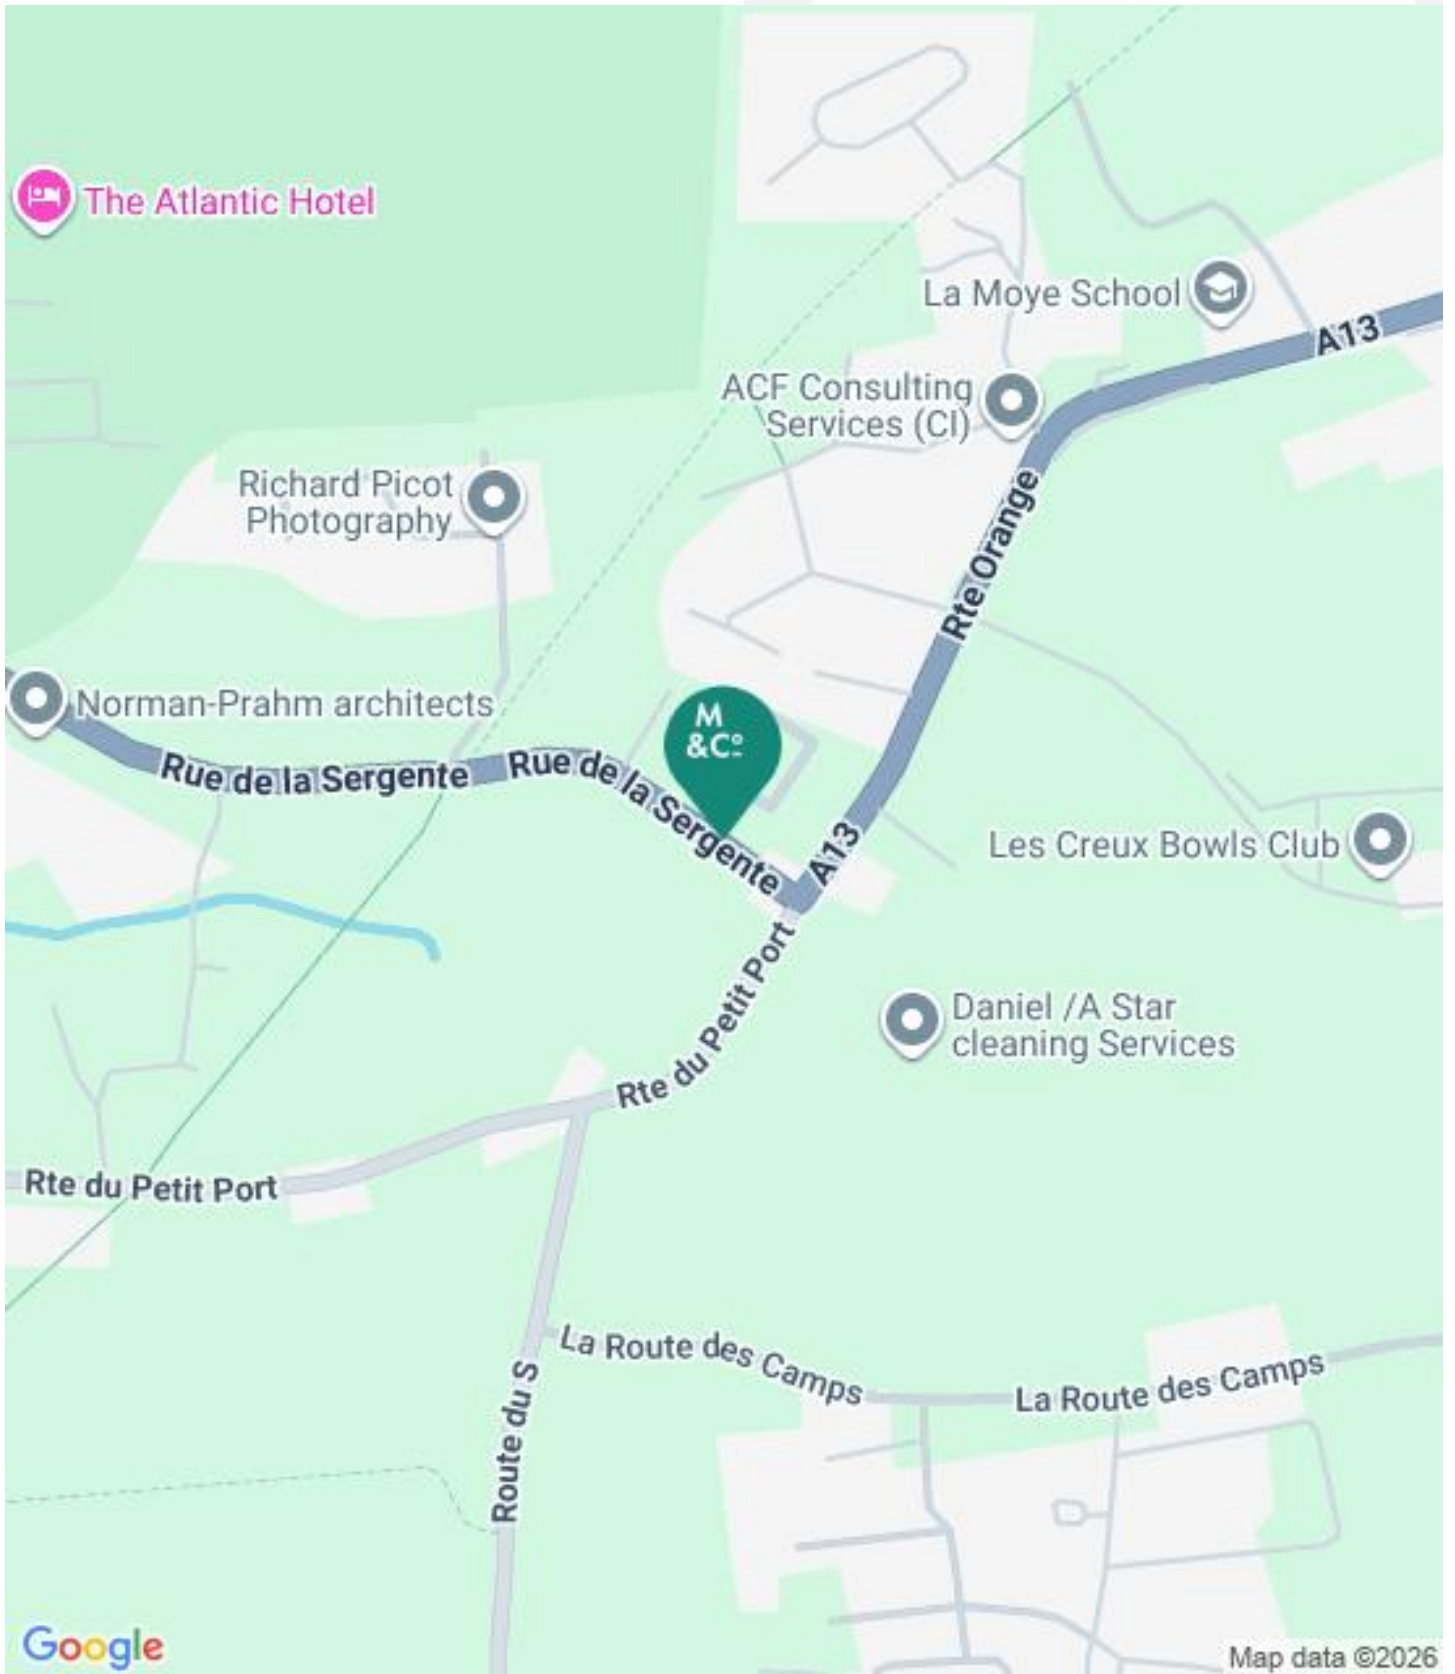 The Atlantic Hotel
La Moye School
A13
ACF Consulting
Services (CI)
Richard Picot
Photography
Rte Orange
Norman-Prahm architects
M
&Cº
Rue de la Sergente
Rue de la Sergente
A13
Les Creux Bowls Club
Rte du Petit Port
Daniel /A Star
cleaning Services
Rte du Petit Port
La Route des Camps
La Route des Camps
Route du S
Google
Map data ©2026